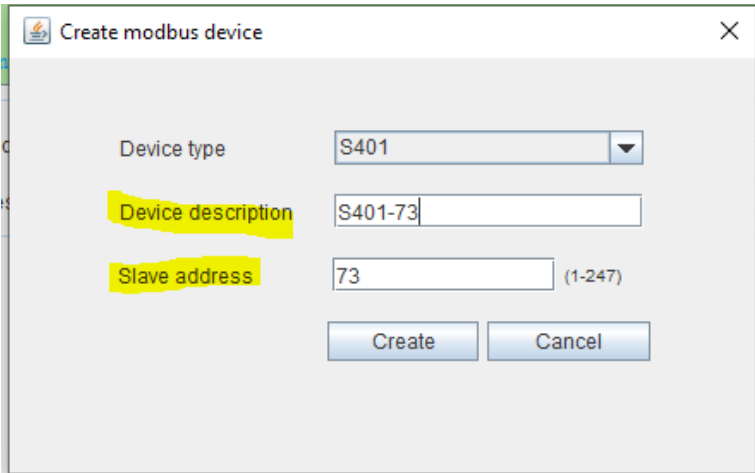 Create modbus device
Device type S401
Device description S401-73
Slave address 73 (1-247)
Create Cancel